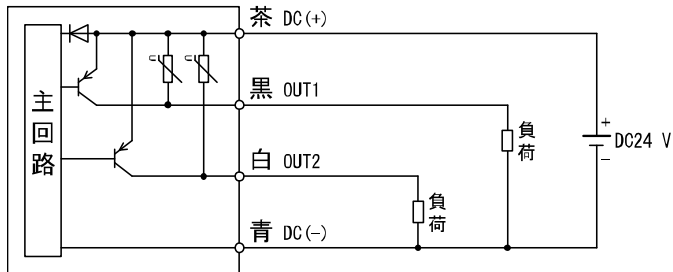 茶 DC(+)
主回路
u
u
黒 OUT1
負荷
+
-
DC24 V
白 OUT2
負荷
青 DC(-)